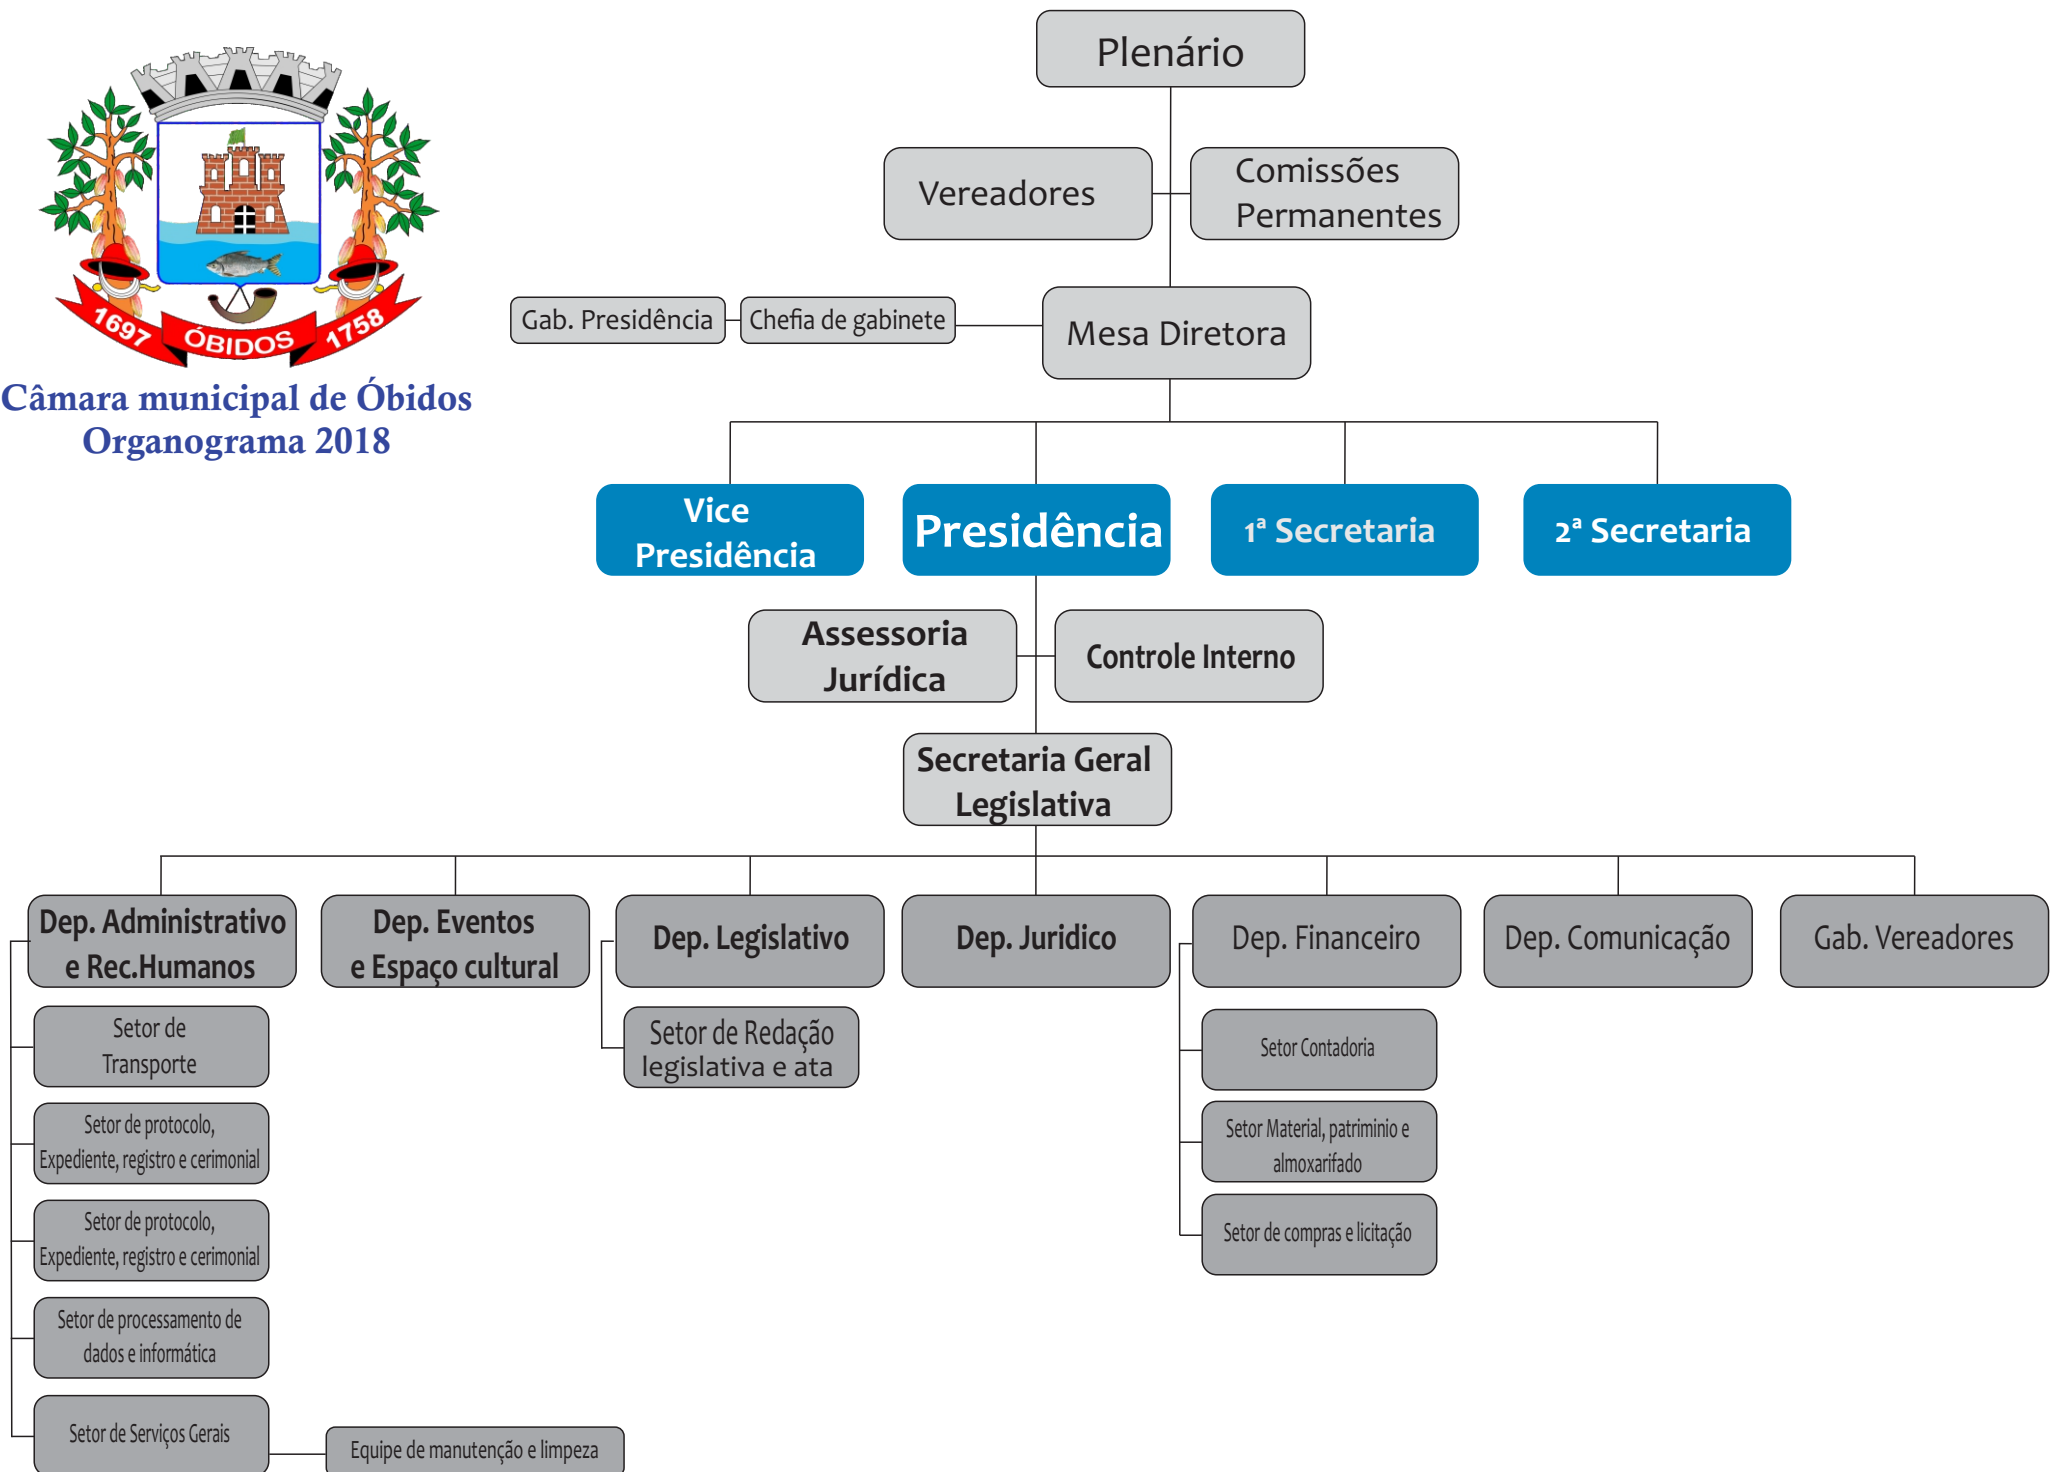 Plenário
Vereadores
Comissões
Permanentes
Gab. Presidência
Chefia de gabinete
Mesa Diretora
1697
ÓBIDOS
1758
Câmara municipal de Óbidos
Organograma 2018
Vice
Presidência
Presidência
1ª Secretaria
2ª Secretaria
Assessoria
Jurídica
Controle Interno
Secretaria Geral
Legislativa
Dep. Administrativo
e Rec.Humanos
Dep. Eventos
e Espaço cultural
Dep. Legislativo
Dep. Juridico
Dep. Financeiro
Dep. Comunicação
Gab. Vereadores
Setor de
Transporte
Setor de protocolo,
Expediente, registro e cerimonial
Setor de protocolo,
Expediente, registro e cerimonial
Setor de processamento de
dados e informática
Setor de Serviços Gerais
Equipe de manutenção e limpeza
Setor de Redação
legislativa e ata
Setor Contadoria
Setor Material, patriminio e
almoxarifado
Setor de compras e licitação